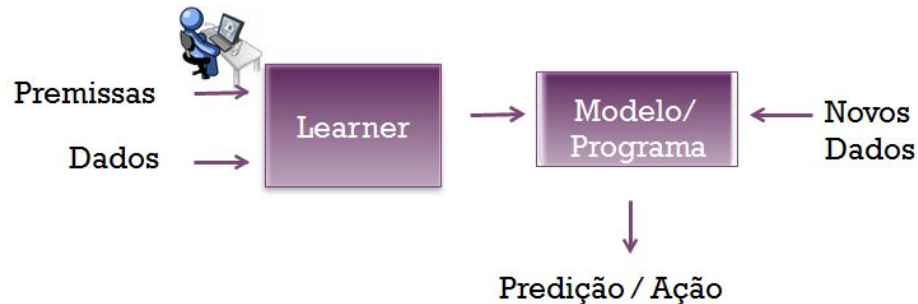 Premissas
Dados
Learner
Modelo/
Programa
Novos
Dados
Predição / Ação